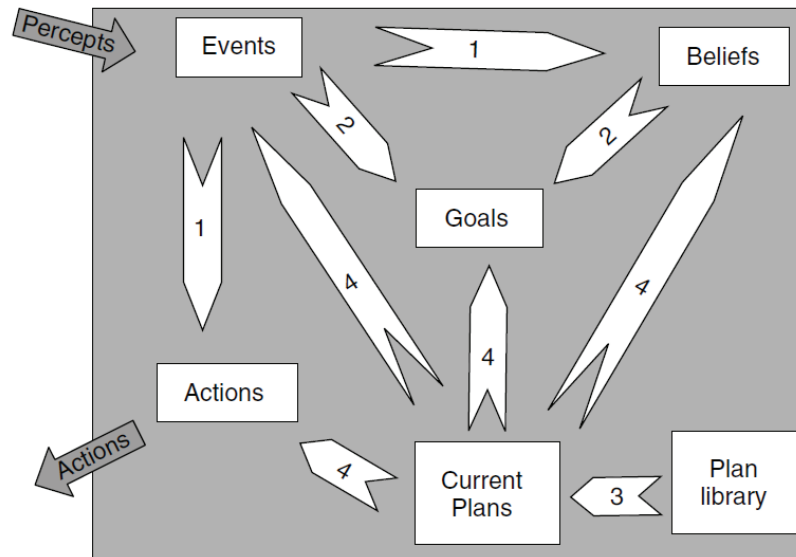 Percepts
Events
1
Beliefs
2
2
Goals
1
4
4
4
Actions
Actions
4
Current
Plans
3
Plan
library